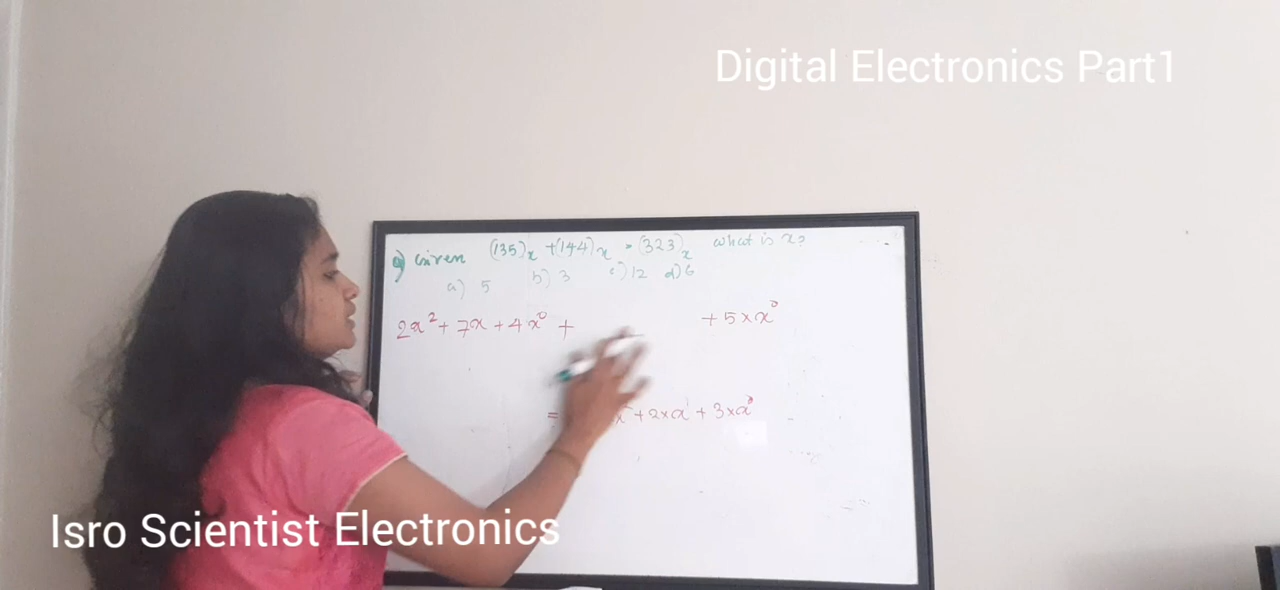 Digital Electronics Part1
Q) Given (135)ₓ + (144)ₓ = (323)ₓ what is x?
a) 5 b) 3 c) 12 d) 6
2x² + 7x + 4x⁰ + + 5 × x⁰
= + 2 × x¹ + 3 × x⁰
Isro Scientist Electronics